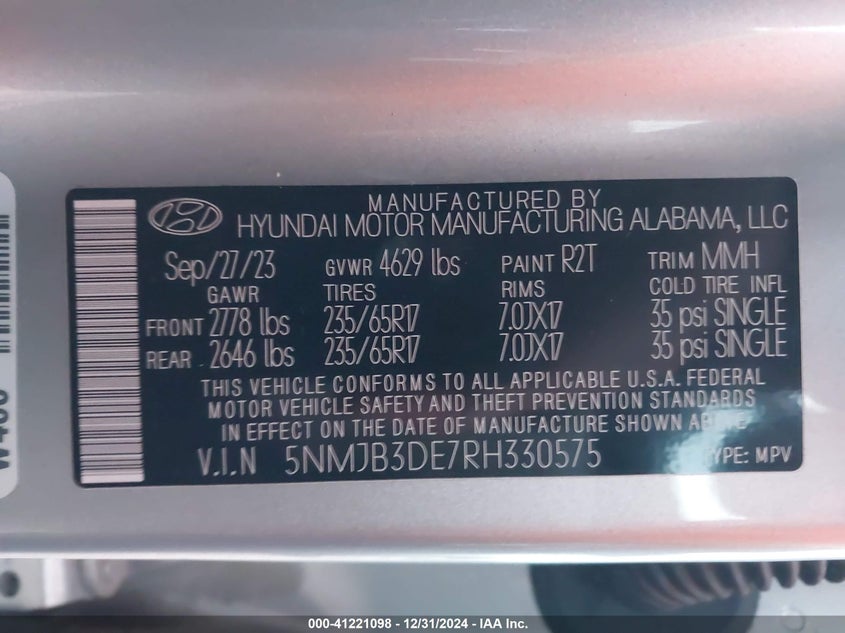 MANUFACTURED BY
HYUNDAI MOTOR MANUFACTURING ALABAMA, LLC
Sep/27/23 GVWR 4629 lbs PAINT R2T TRIM MMH
GAWR TIRES RIMS COLD TIRE INFL
FRONT 2778 lbs 235/65R17 7.0JX17 35 psi SINGLE
REAR 2646 lbs 235/65R17 7.0JX17 35 psi SINGLE
THIS VEHICLE CONFORMS TO ALL APPLICABLE U.S.A. FEDERAL
MOTOR VEHICLE SAFETY AND THEFT PREVENTION STANDARDS
IN EFFECT ON THE DATE OF MANUFACTURE SHOWN ABOVE
V.I.N 5NMJB3DE7RH330575 TYPE: MPV
000-41221098 - 12/31/2024 - IAA Inc.